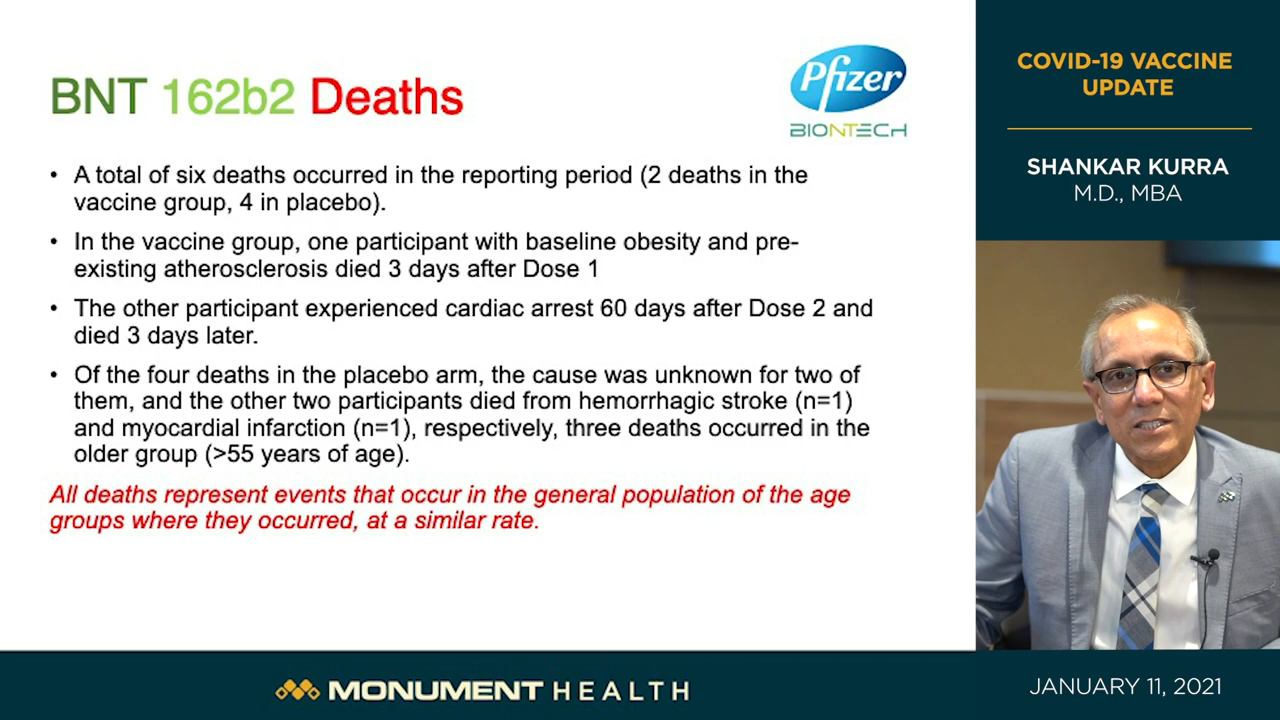 BNT 162b2 Deaths
Pfizer
BIONTECH
• A total of six deaths occurred in the reporting period (2 deaths in the
vaccine group, 4 in placebo).
• In the vaccine group, one participant with baseline obesity and pre-
existing atherosclerosis died 3 days after Dose 1
• The other participant experienced cardiac arrest 60 days after Dose 2 and
died 3 days later.
• Of the four deaths in the placebo arm, the cause was unknown for two of
them, and the other two participants died from hemorrhagic stroke (n=1)
and myocardial infarction (n=1), respectively, three deaths occurred in the
older group (>55 years of age).
All deaths represent events that occur in the general population of the age
groups where they occurred, at a similar rate.
COVID-19 VACCINE
UPDATE
SHANKAR KURRA
M.D., MBA
MONUMENT HEALTH
JANUARY 11, 2021